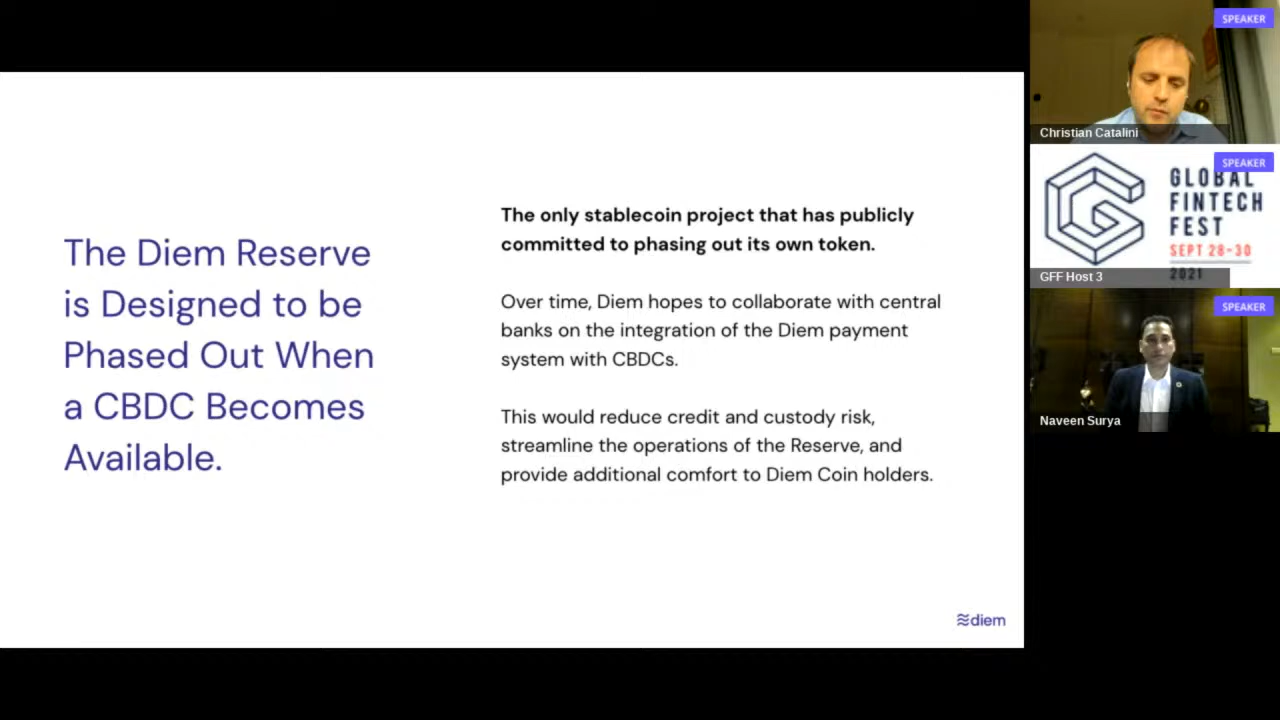 The Diem Reserve
is Designed to be
Phased Out When
a CBDC Becomes
Available.
The only stablecoin project that has publicly
committed to phasing out its own token.
Over time, Diem hopes to collaborate with central
banks on the integration of the Diem payment
system with CBDCs.
This would reduce credit and custody risk,
streamline the operations of the Reserve, and
provide additional comfort to Diem Coin holders.
diem
SPEAKER
Christian Catalini
SPEAKER
GLOBAL
FINTECH
FEST
SEPT 28-30
2021
GFF Host 3
SPEAKER
Naveen Surya